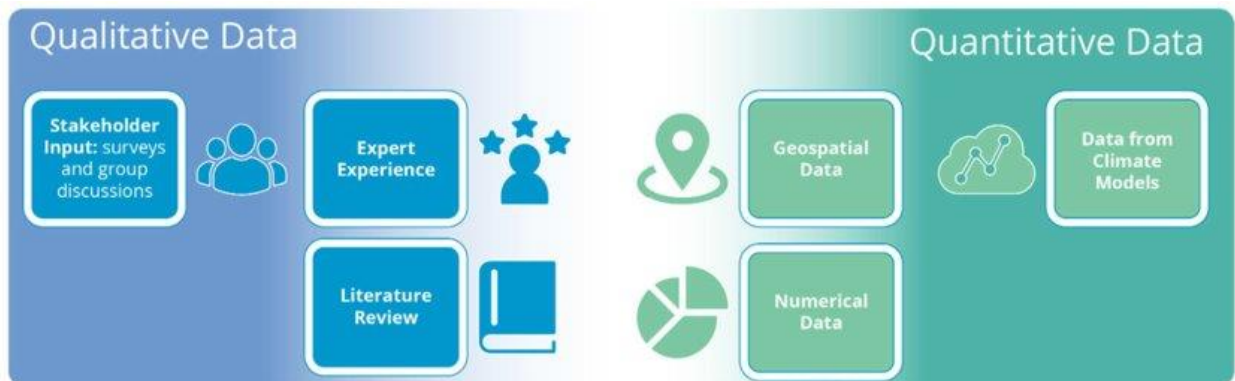 Qualitative Data
Quantitative Data
Stakeholder
Input: surveys
and group
discussions
Expert
Experience
Geospatial
Data
Data from
Climate
Models
Literature
Review
Numerical
Data